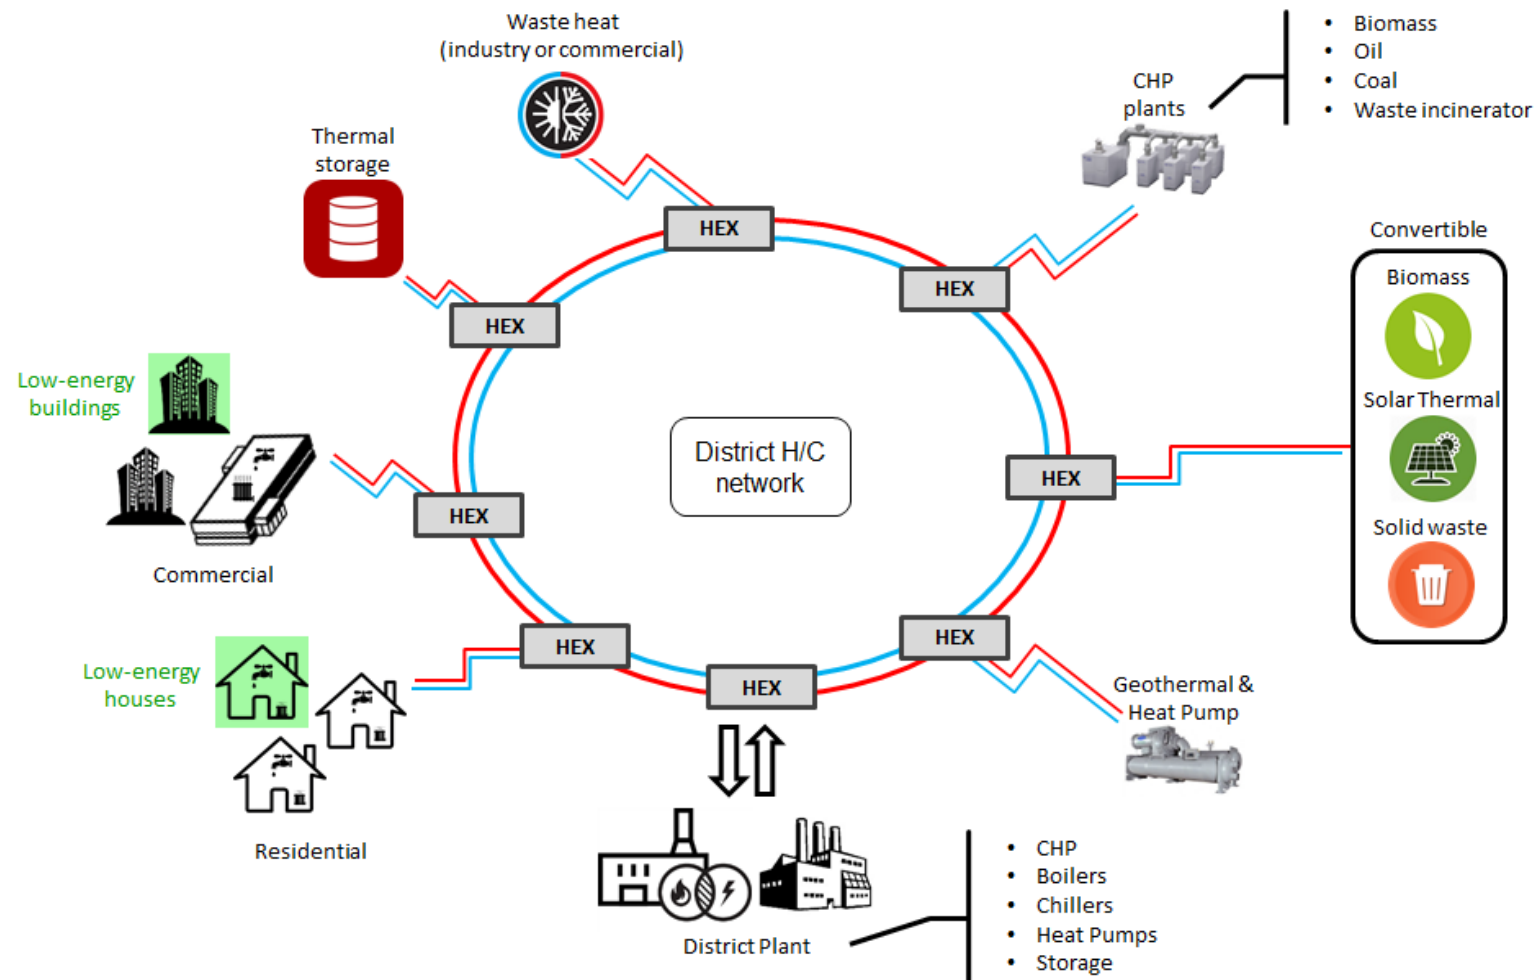 Waste heat
(industry or commercial)
• Biomass
• Oil
• Coal
• Waste incinerator
CHP
plants
Thermal
storage
HEX
Convertible
Biomass
HEX
HEX
Low-energy
buildings
Solar Thermal
District H/C
network
HEX
HEX
Solid waste
Commercial
HEX
HEX
Low-energy
houses
HEX
Geothermal &
Heat Pump
Residential
District Plant
• CHP
• Boilers
• Chillers
• Heat Pumps
• Storage